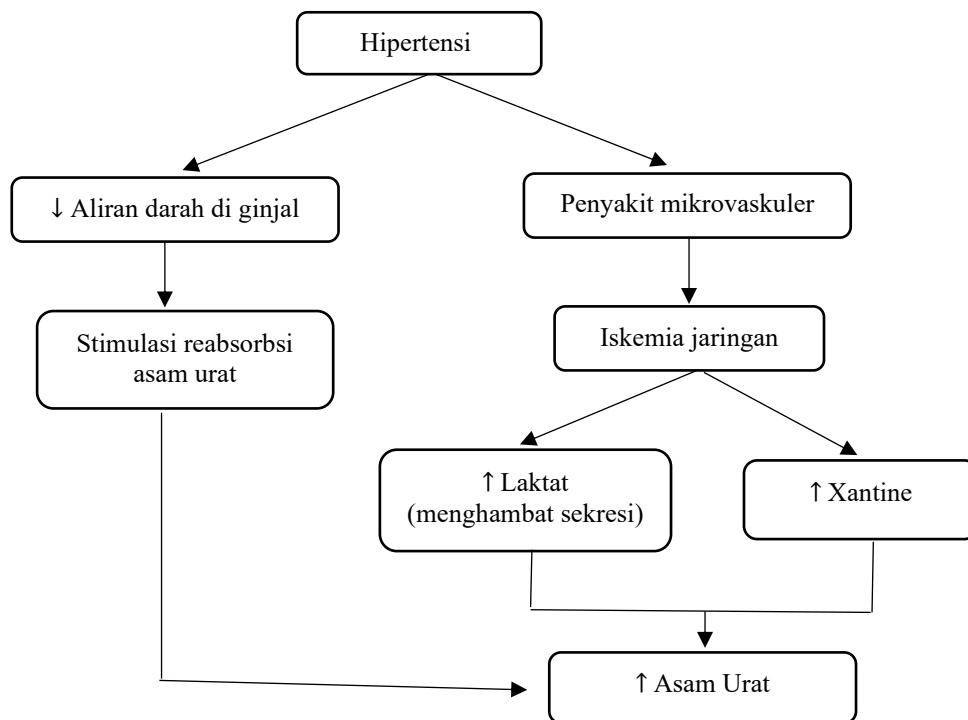 Hipertensi
↓ Aliran darah di ginjal
Penyakit mikrovaskuler
Stimulasi reabsorbsi
asam urat
Iskemia jaringan
↑ Laktat
(menghambat sekresi)
↑ Xantine
↑ Asam Urat